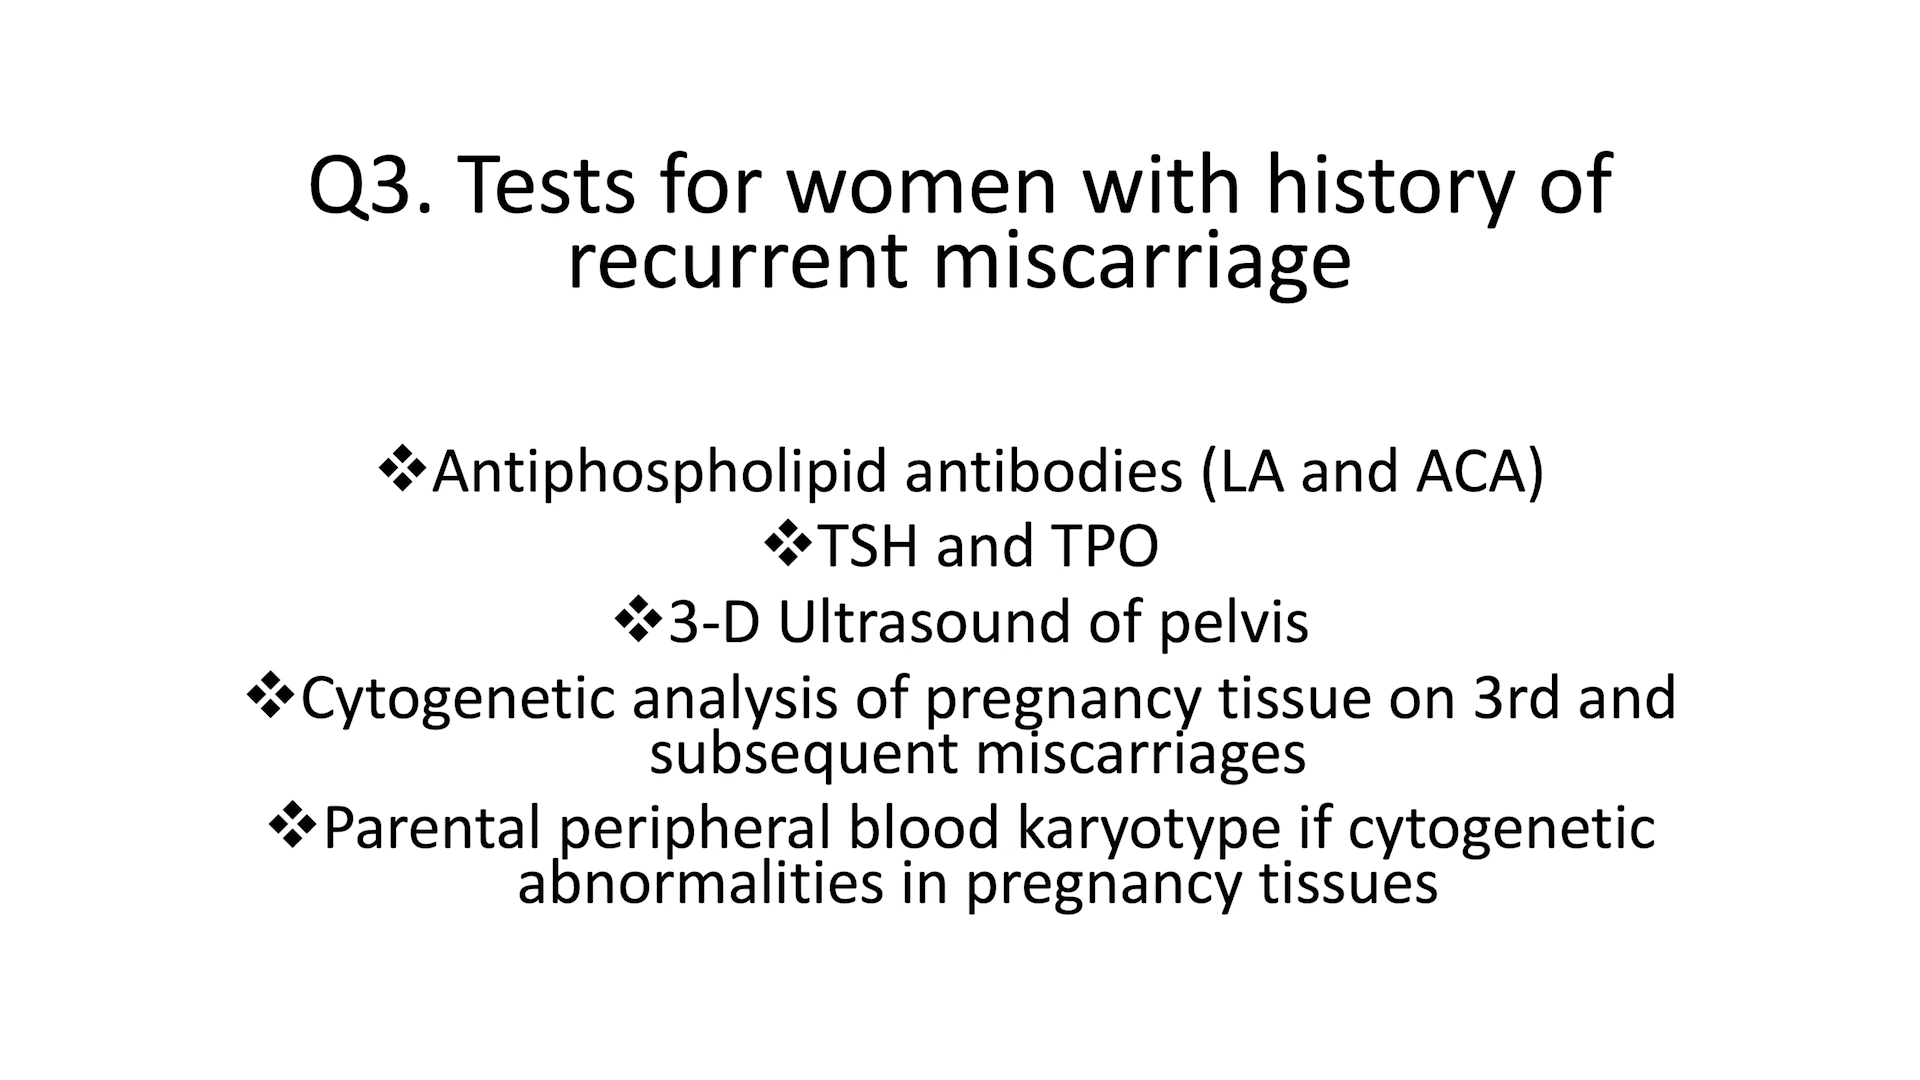 Q3. Tests for women with history of
recurrent miscarriage
❖Antiphospholipid antibodies (LA and ACA)
❖TSH and TPO
❖3-D Ultrasound of pelvis
❖Cytogenetic analysis of pregnancy tissue on 3rd and
subsequent miscarriages
❖Parental peripheral blood karyotype if cytogenetic
abnormalities in pregnancy tissues